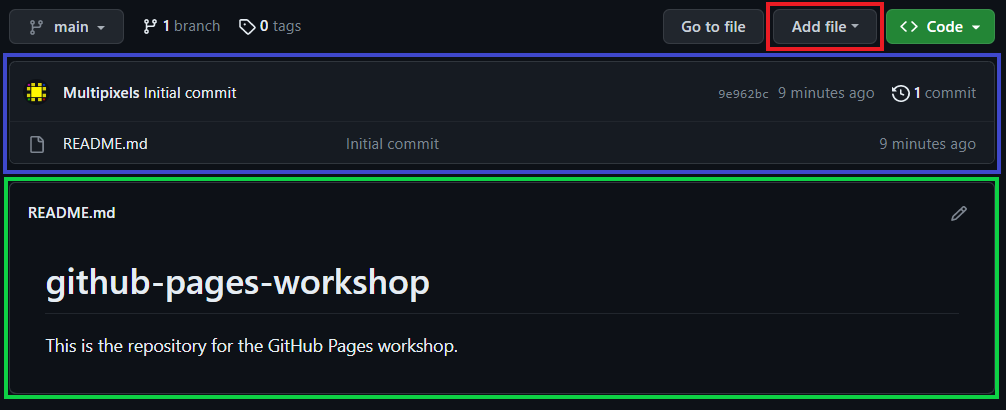 main 1 branch 0 tags Go to file Add file <> Code
Multipixels Initial commit 9e962bc 9 minutes ago 1 commit
README.md Initial commit 9 minutes ago
README.md
github-pages-workshop
This is the repository for the GitHub Pages workshop.